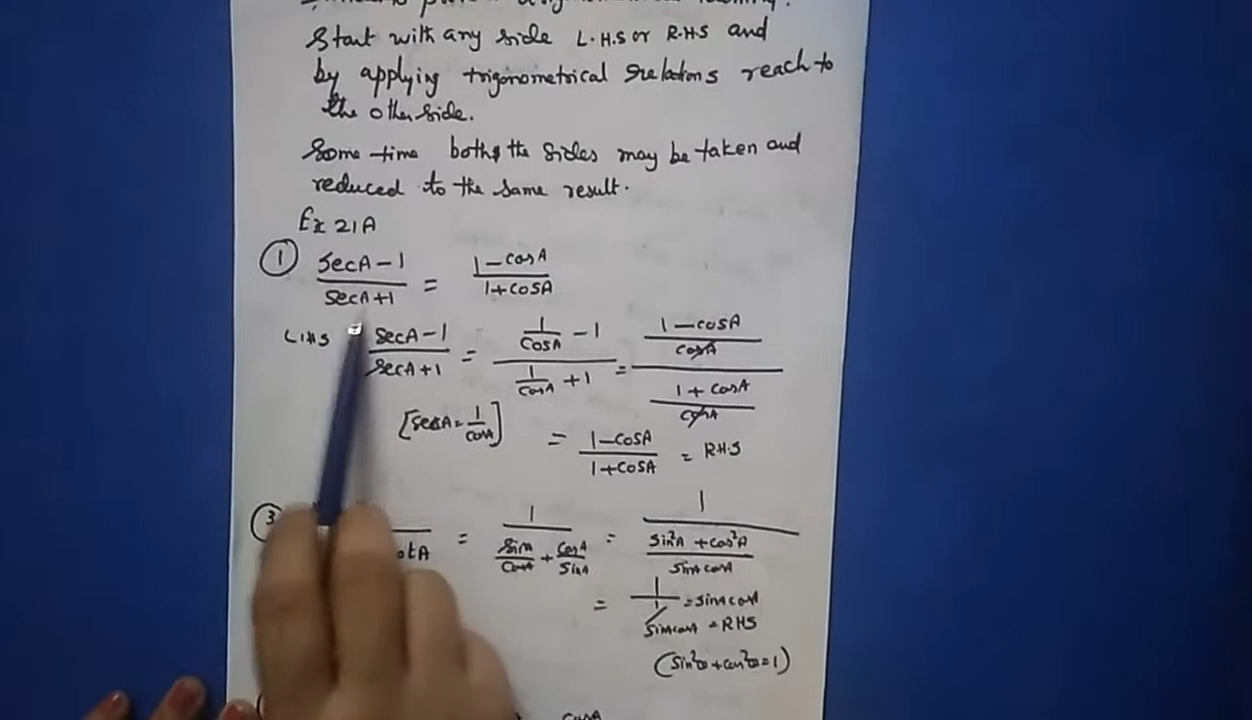 Start with any side L.H.S or R.H.S and
by applying trigonometrical relations reach to
the other side.
Some time both the sides may be taken and
reduced to the same result.
Ex 21A
① (secA-1)/(secA+1) = (1-cosA)/(1+cosA)
LHS (secA-1)/(secA+1) = (1/cosA - 1)/(1/cosA + 1) = ((1-cosA)/cosA)/((1+cosA)/cosA)
[secA = 1/cosA] = (1-cosA)/(1+cosA) = R.H.S
③ otA = 1/(sinA/cosA + cosA/sinA) = 1/((sin²A + cos²A)/(sinA cosA))
= 1/(1/(sinA cosA)) = sinA cosA
= RHS
(sin²θ + cos²θ = 1)
cosA